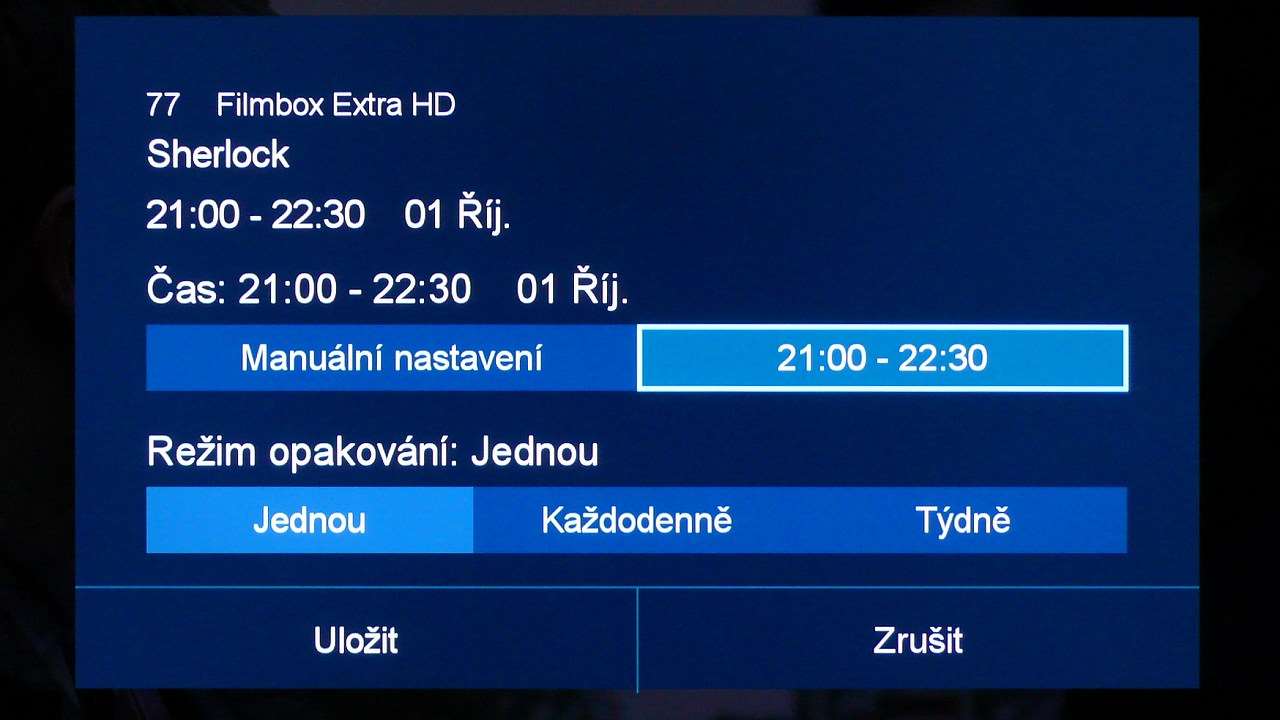 77 Filmbox Extra HD
Sherlock
21:00 - 22:30 01 Říj.
Čas: 21:00 - 22:30 01 Říj.
Manuální nastavení 21:00 - 22:30
Režim opakování: Jednou
Jednou Každodenně Týdně
Uložit Zrušit